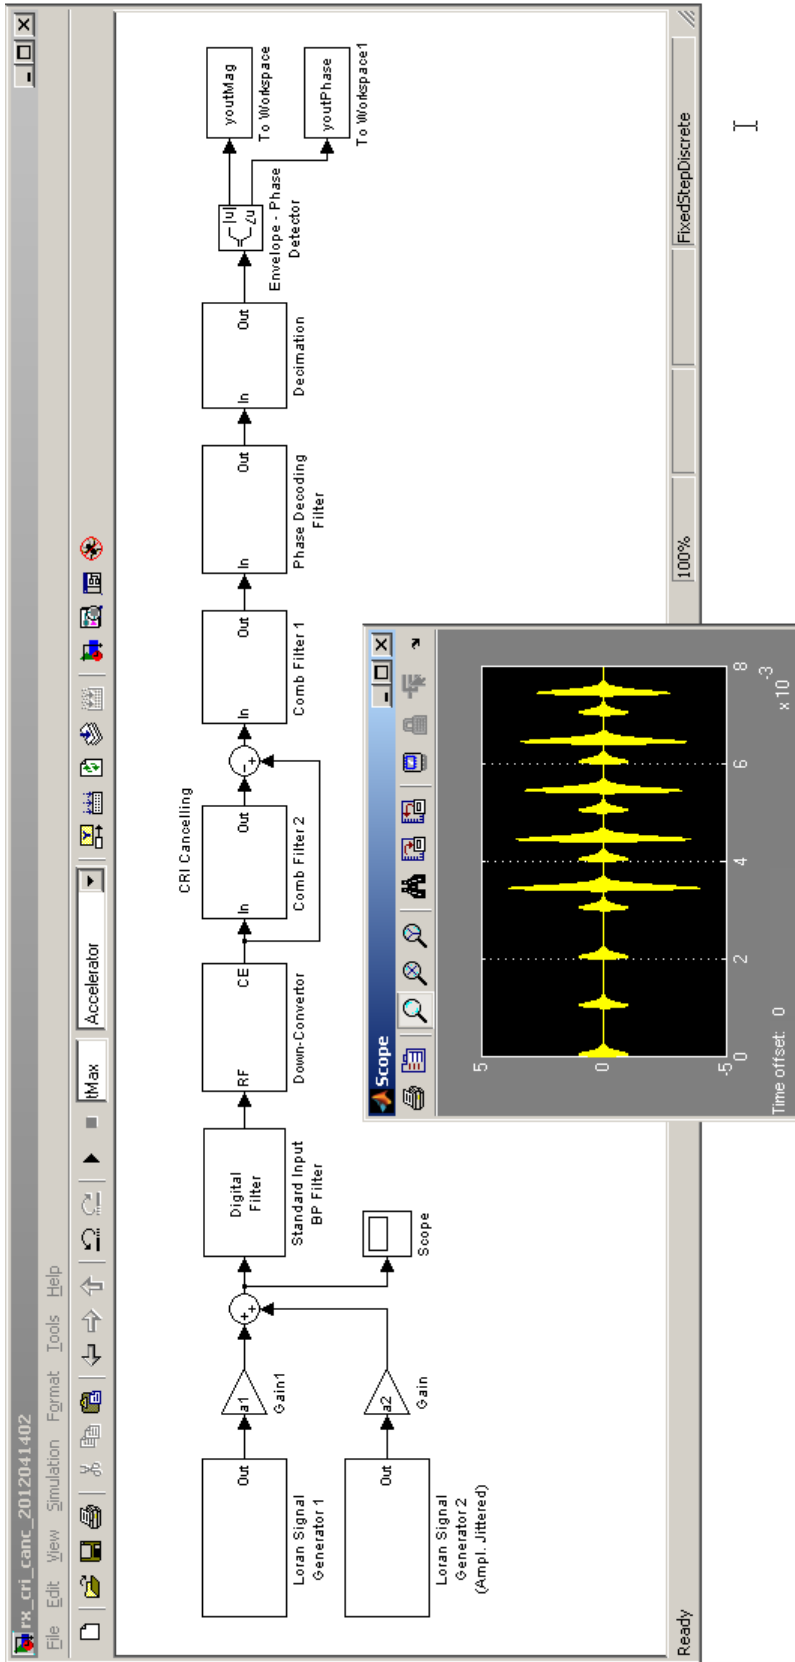 rx_cri_canc_2012041402
File Edit View Simulation Format Tools Help
tMax
Accelerator
Loran Signal
Generator 1
Out
a1
Gain1
Loran Signal
Generator 2
(Ampl. Jittered)
Out
a2
Gain
Scope
Digital
Filter
Standard Input
BP Filter
RF
CE
Down-Convertor
CRI Cancelling
In
Out
Comb Filter 2
In
Out
Comb Filter 1
In
Out
Phase Decoding
Filter
In
Out
Decimation
|u|
∠u
Envelope - Phase
Detector
youtMag
To Workspace
youtPhase
To Workspace1
Scope
5
0
-5
0
2
4
6
8
x 10
-3
Time offset: 0
Ready
100%
FixedStepDiscrete